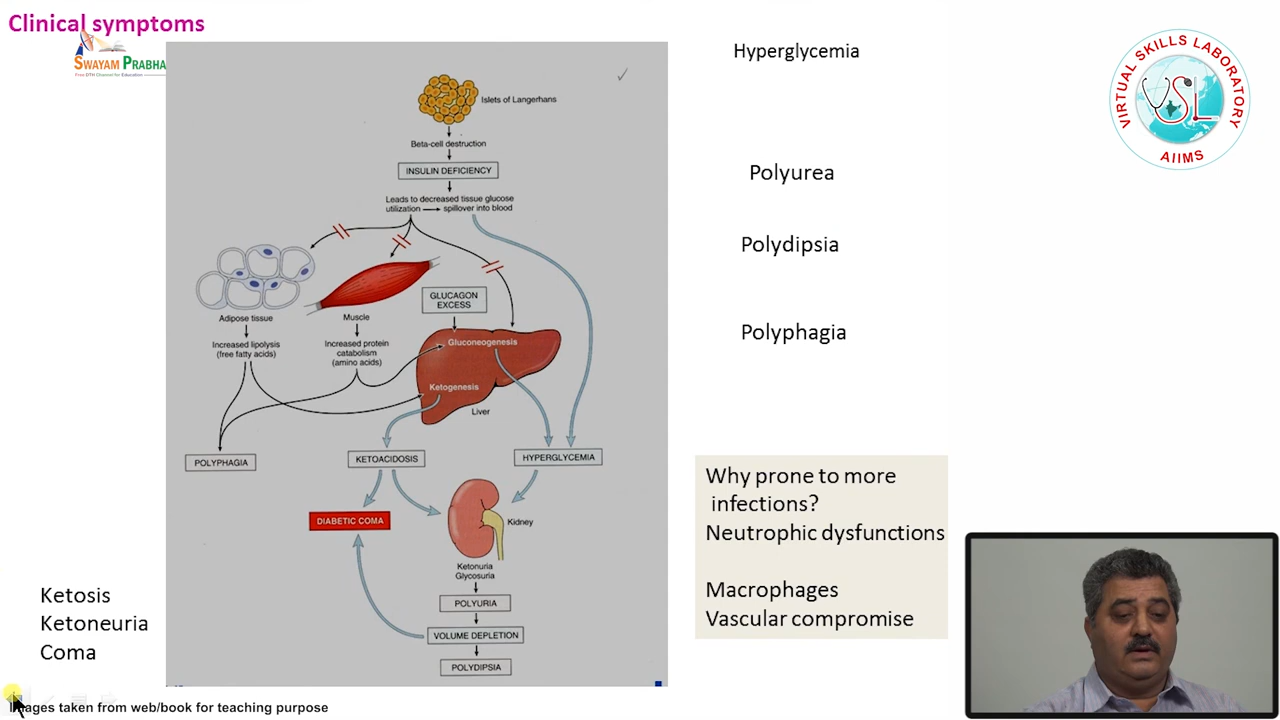 Clinical symptoms
SWAYAM PRABHA
Free DTH Channel for Education
Islets of Langerhans
Beta-cell destruction
INSULIN DEFICIENCY
Leads to decreased tissue glucose
utilization → spillover into blood
GLUCAGON
EXCESS
Adipose tissue
Muscle
Increased lipolysis
(free fatty acids)
Increased protein
catabolism
(amino acids)
Gluconeogenesis
Ketogenesis
Liver
POLYPHAGIA
KETOACIDOSIS
HYPERGLYCEMIA
DIABETIC COMA
Kidney
Ketonuria
Glycosuria
POLYURIA
VOLUME DEPLETION
POLYDIPSIA
Hyperglycemia
Polyurea
Polydipsia
Polyphagia
Why prone to more
infections?
Neutrophic dysfunctions
Macrophages
Vascular compromise
Ketosis
Ketoneuria
Coma
VIRTUAL SKILLS LABORATORY
VSL
AIIMS
Images taken from web/book for teaching purpose